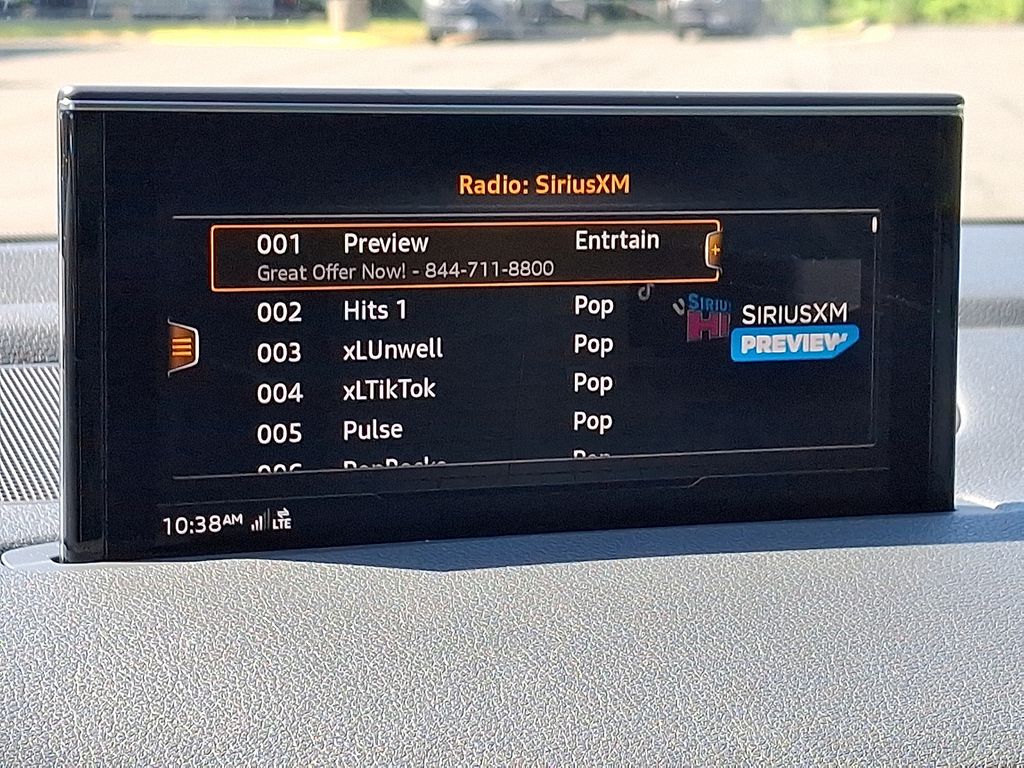 Radio: SiriusXM
001 Preview Entrtain
Great Offer Now! - 844-711-8800
002 Hits 1 Pop
003 xLUnwell Pop
004 xLTikTok Pop
005 Pulse Pop
SIRIUSXM
PREVIEW
10:38AM LTE